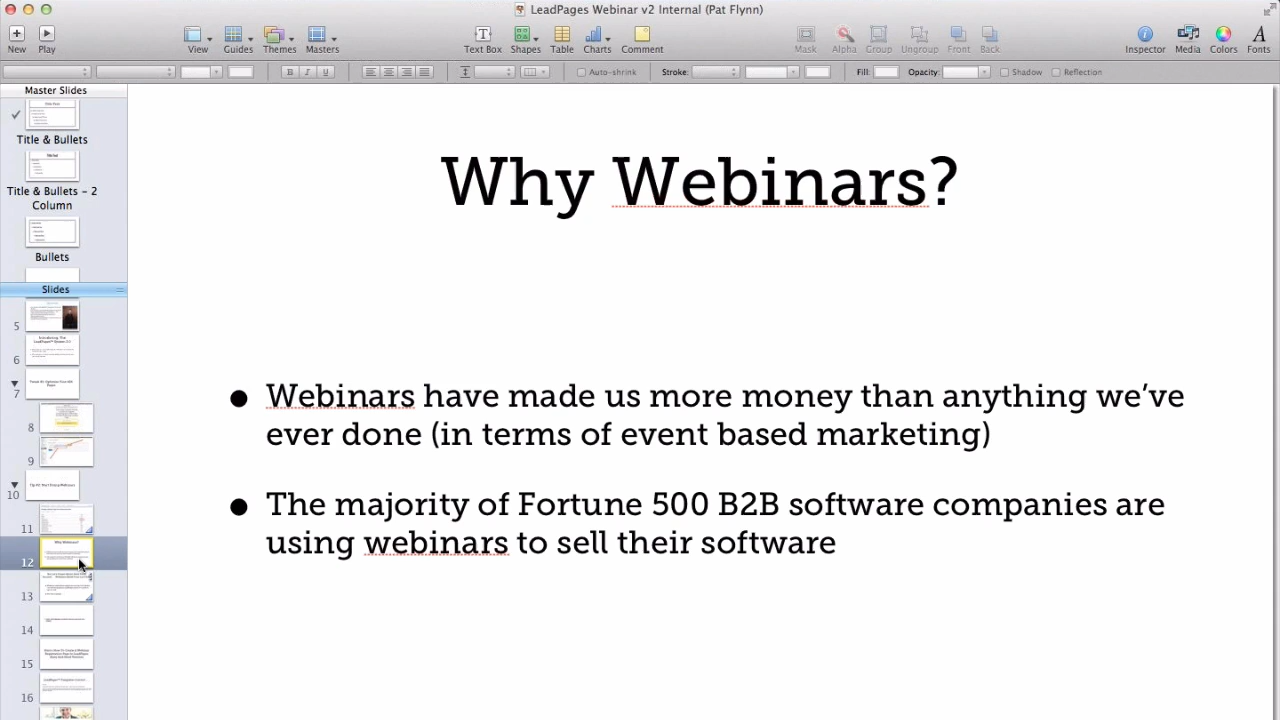 LeadPages Webinar v2 Internal (Pat Flynn)
New Play View Guides Themes Masters Text Box Shapes Table Charts Comment Mask Alpha Group Ungroup Front Back Inspector Media Colors Fonts
B I U Auto-shrink Stroke: Fill: Opacity: Shadow Reflection
Master Slides
Title & Bullets
Title & Bullets – 2
Column
Bullets
Slides
5
6
7
8
9
10
11
12
13
14
15
16
Why Webinars?
• Webinars have made us more money than anything we've
ever done (in terms of event based marketing)
• The majority of Fortune 500 B2B software companies are
using webinars to sell their software